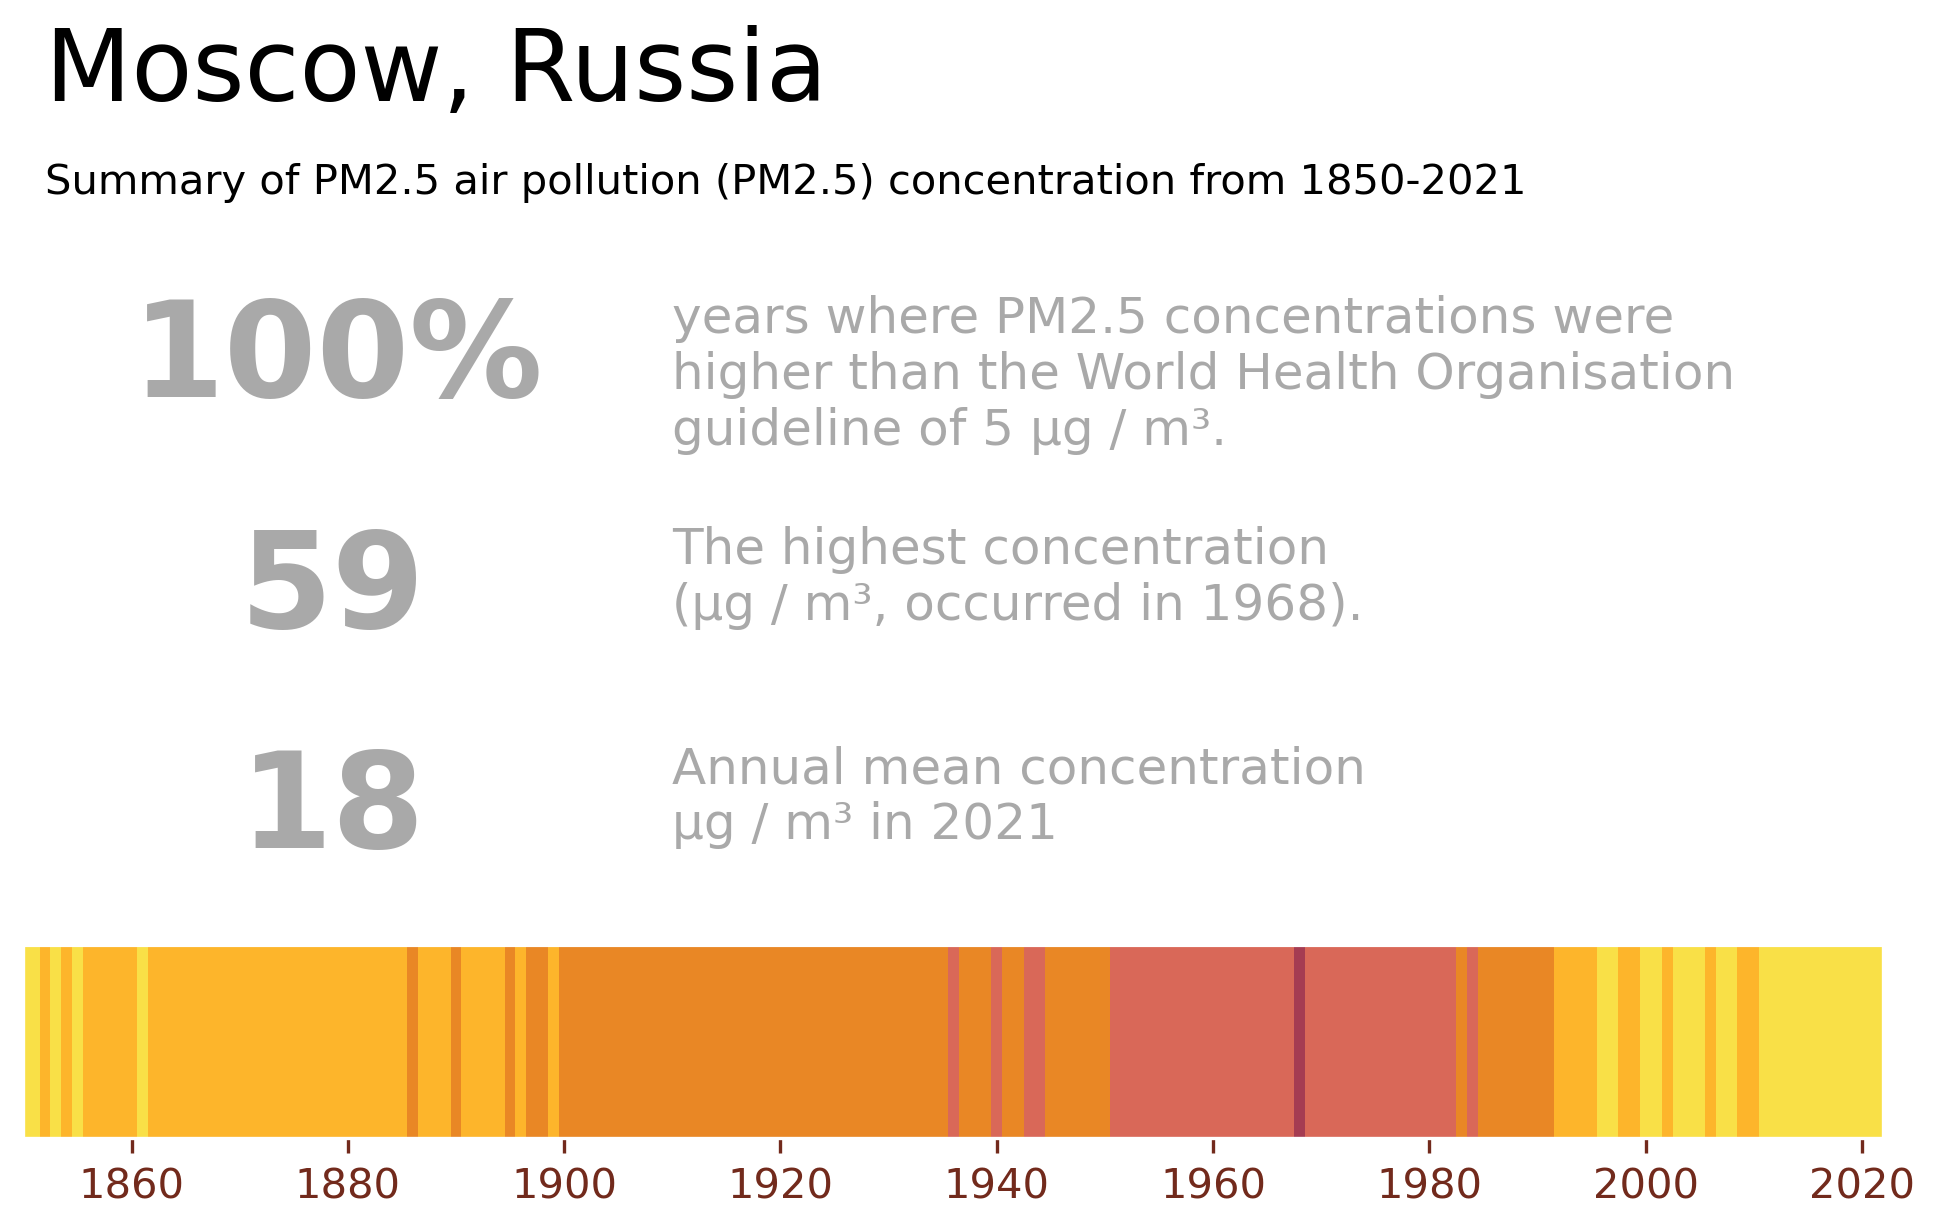 Moscow, Russia
Summary of PM2.5 air pollution (PM2.5) concentration from 1850-2021
100%
years where PM2.5 concentrations were
higher than the World Health Organisation
guideline of 5 µg / m³.
59
The highest concentration
(µg / m³, occurred in 1968).
18
Annual mean concentration
µg / m³ in 2021
1860 1880 1900 1920 1940 1960 1980 2000 2020